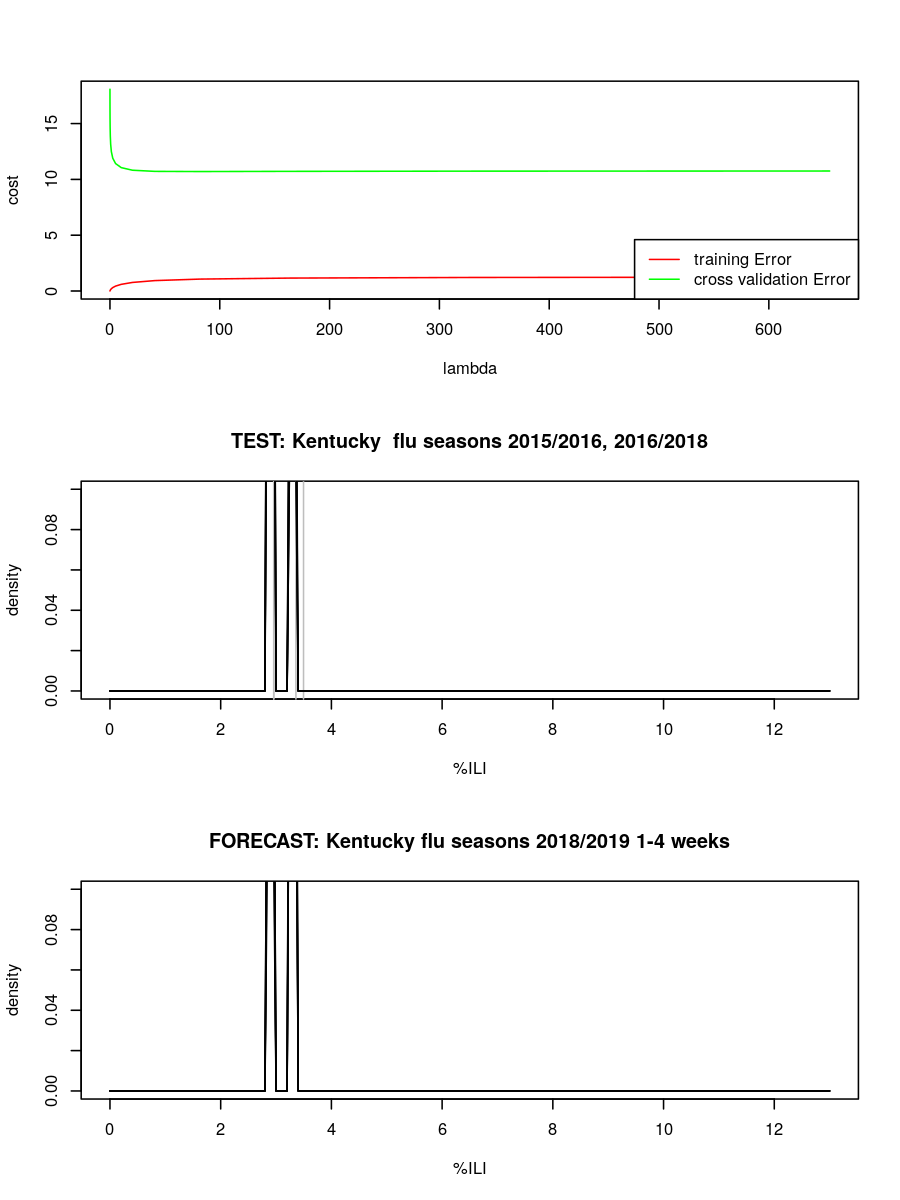 15
10
5
0
cost
training Error
cross validation Error
0 100 200 300 400 500 600
lambda
TEST: Kentucky  flu seasons 2015/2016, 2016/2018
0.08
0.04
0.00
density
0 2 4 6 8 10 12
%ILI
FORECAST: Kentucky flu seasons 2018/2019 1-4 weeks
0.08
0.04
0.00
density
0 2 4 6 8 10 12
%ILI